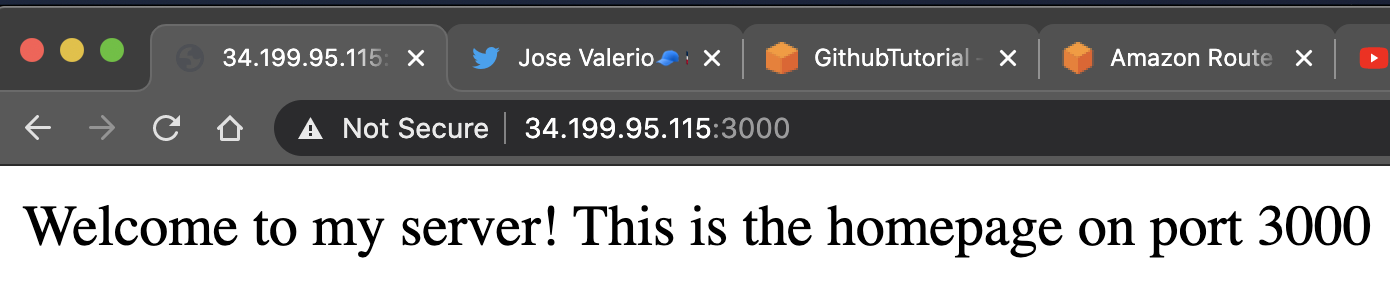 34.199.95.115: Jose Valerio GithubTutorial - Amazon Route
Not Secure 34.199.95.115:3000
Welcome to my server! This is the homepage on port 3000